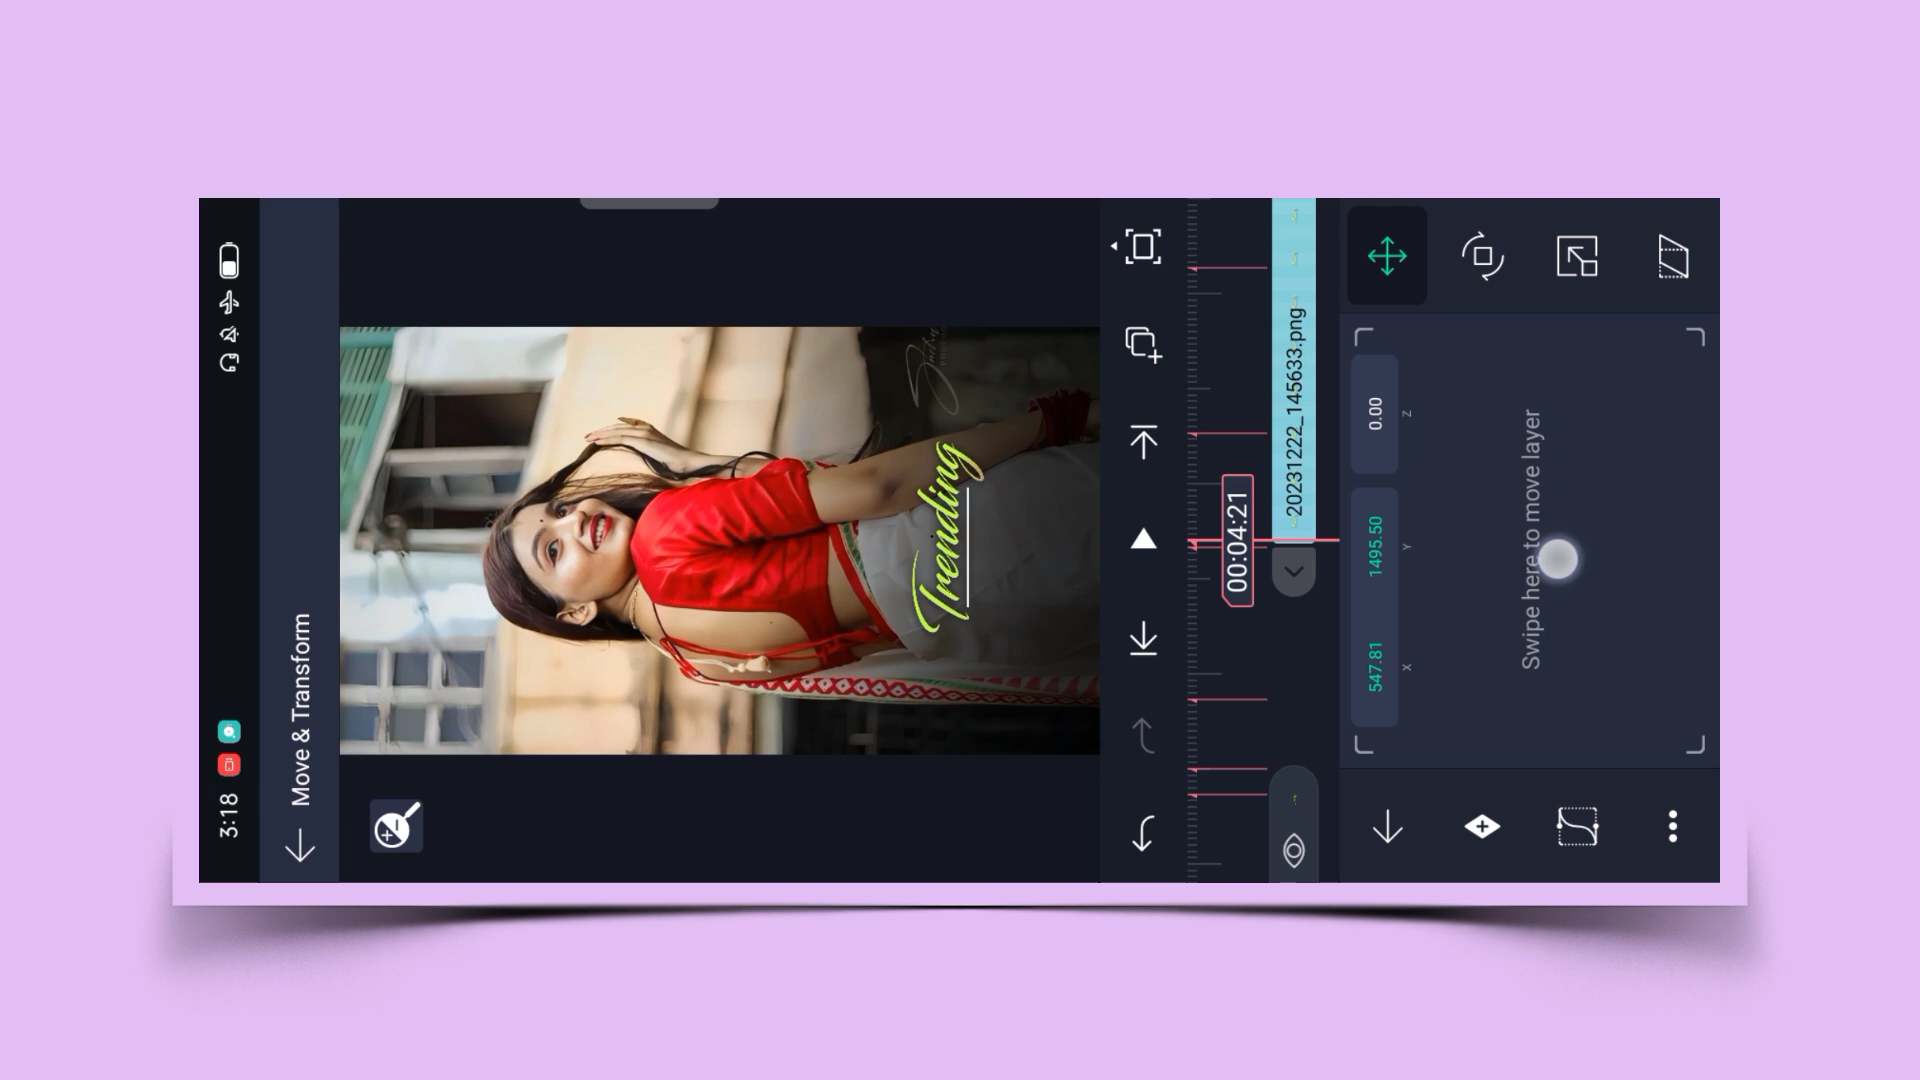 3:18
Move & Transform
Trending
00:04:21
20231222_145633.png
547.81
1495.50
0.00
X
Y
Z
Swipe here to move layer